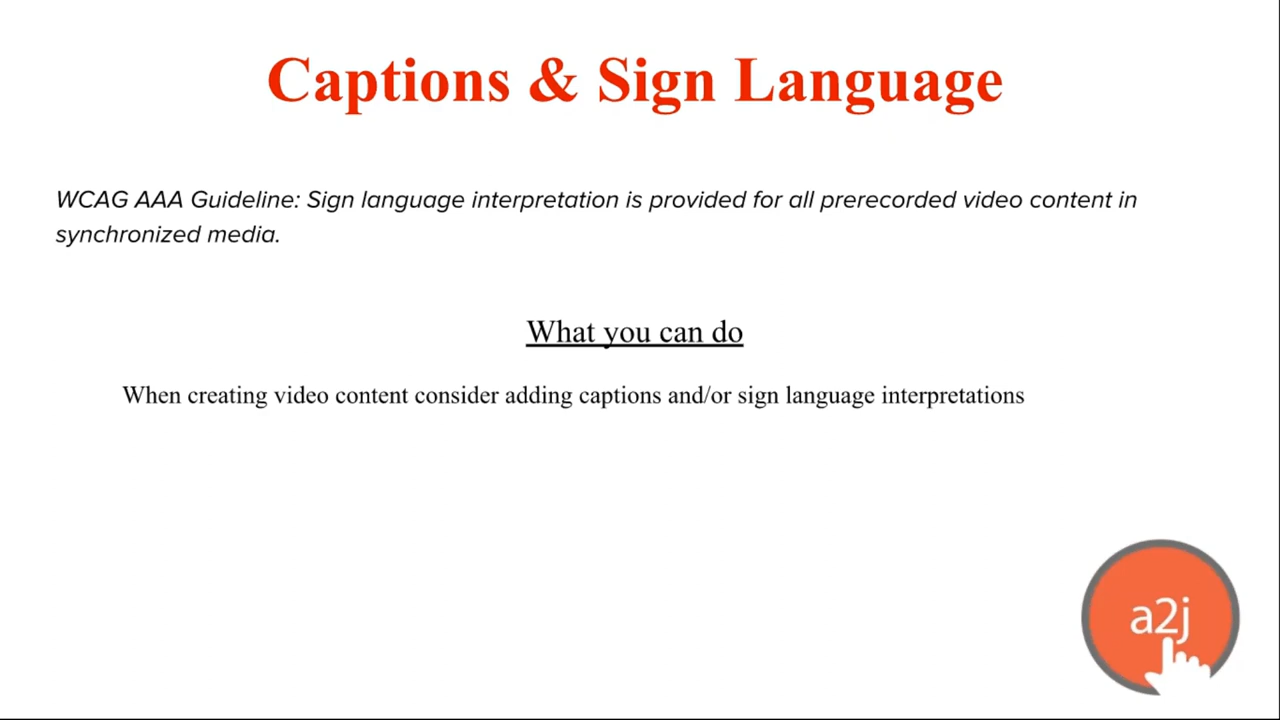 Captions & Sign Language
WCAG AAA Guideline: Sign language interpretation is provided for all prerecorded video content in
synchronized media.
What you can do
When creating video content consider adding captions and/or sign language interpretations
a2j